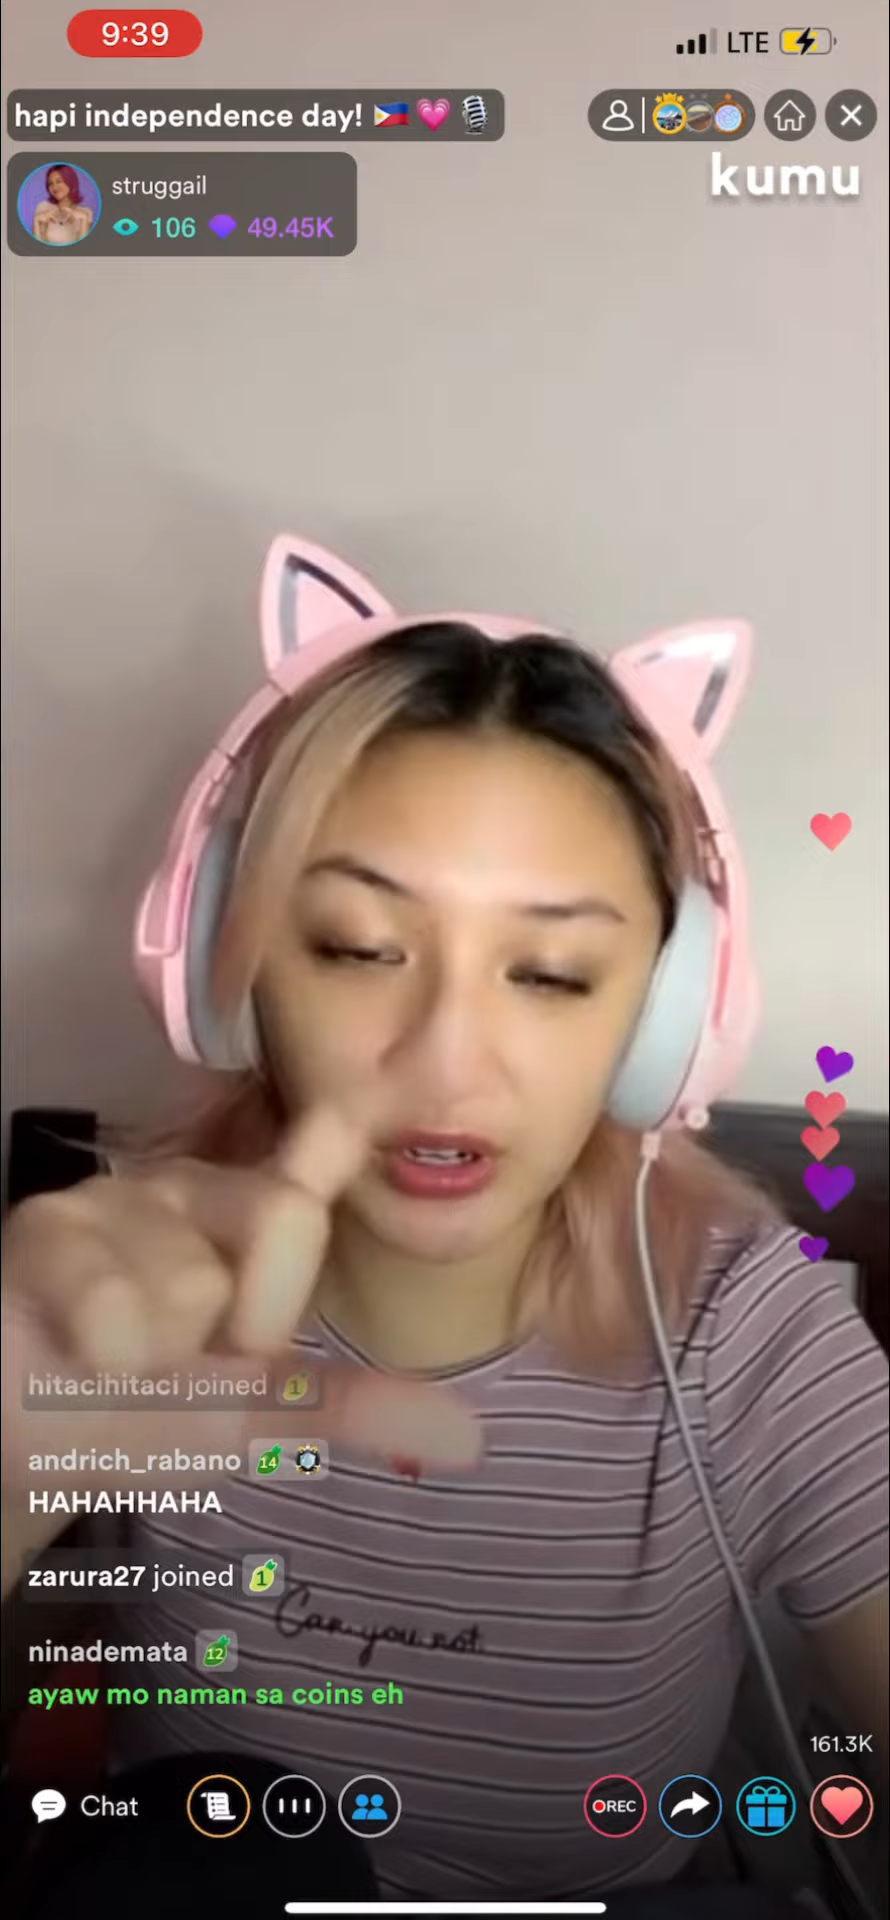 9:39
LTE
hapi independence day! 🇵🇭 💗 🎙️
kumu
struggail
106 49.45K
hitacihitaci joined 1
andrich_rabano 14
HAHAHHAHA
zarura27 joined 1
Can you not.
ninademata 12
ayaw mo naman sa coins eh
161.3K
Chat
REC